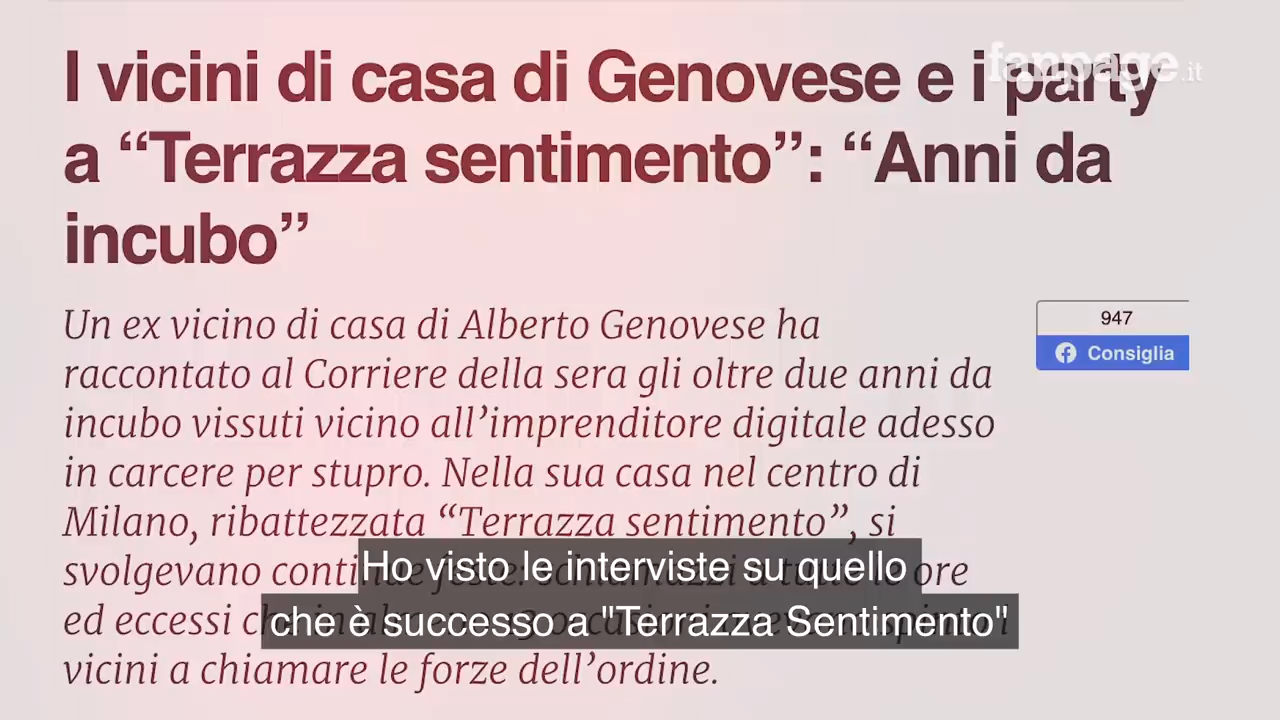 I vicini di casa di Genovese e i party
fanpage.it
a “Terrazza sentimento”: “Anni da
incubo”
Un ex vicino di casa di Alberto Genovese ha
raccontato al Corriere della sera gli oltre due anni da
incubo vissuti vicino all’imprenditore digitale adesso
in carcere per stupro. Nella sua casa nel centro di
Milano, ribattezzata “Terrazza sentimento”, si
svolgevano continue feste. ore
ed eccessi
vicini a chiamare le forze dell’ordine.
947
Consiglia
Ho visto le interviste su quello
che è successo a "Terrazza Sentimento"